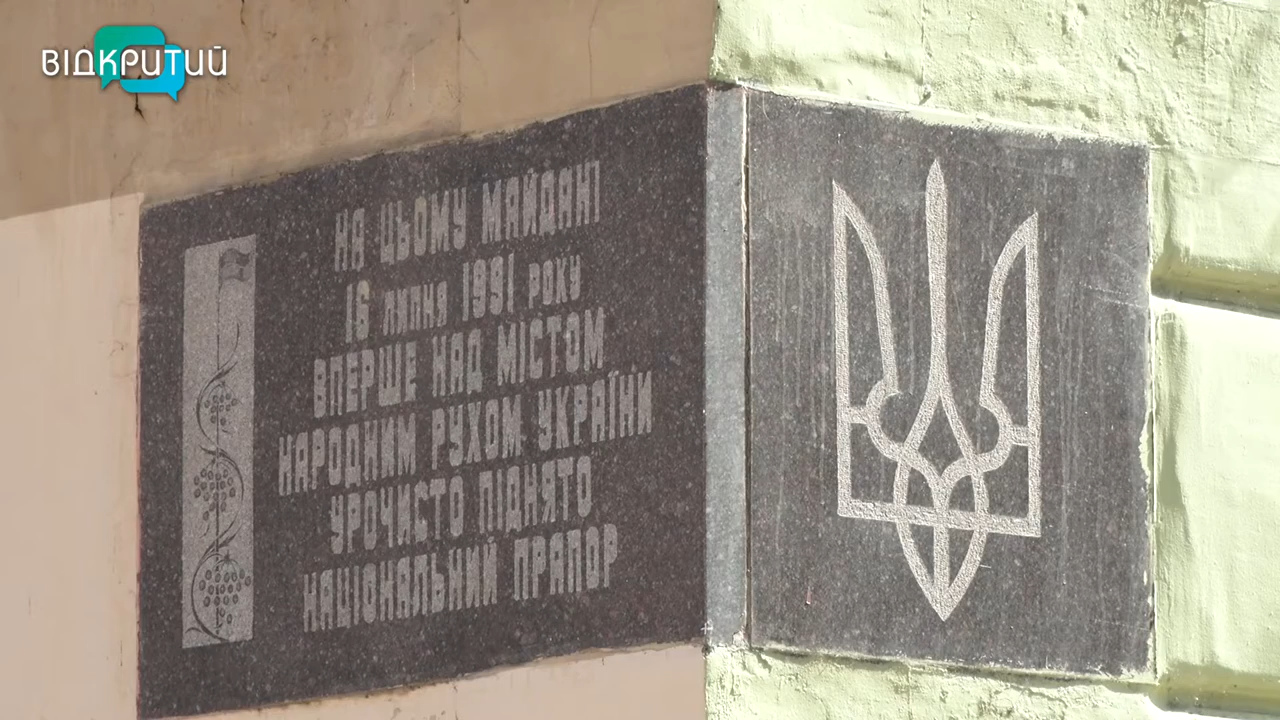 ВІДКРИТИЙ
НА ЦЬОМУ МАЙДАНІ
16 липня 1991 року
ВПЕРШЕ НАД МІСТОМ
НАРОДНИМ РУХОМ УКРАЇНИ
УРОЧИСТО ПІДНЯТО
НАЦІОНАЛЬНИЙ ПРАПОР